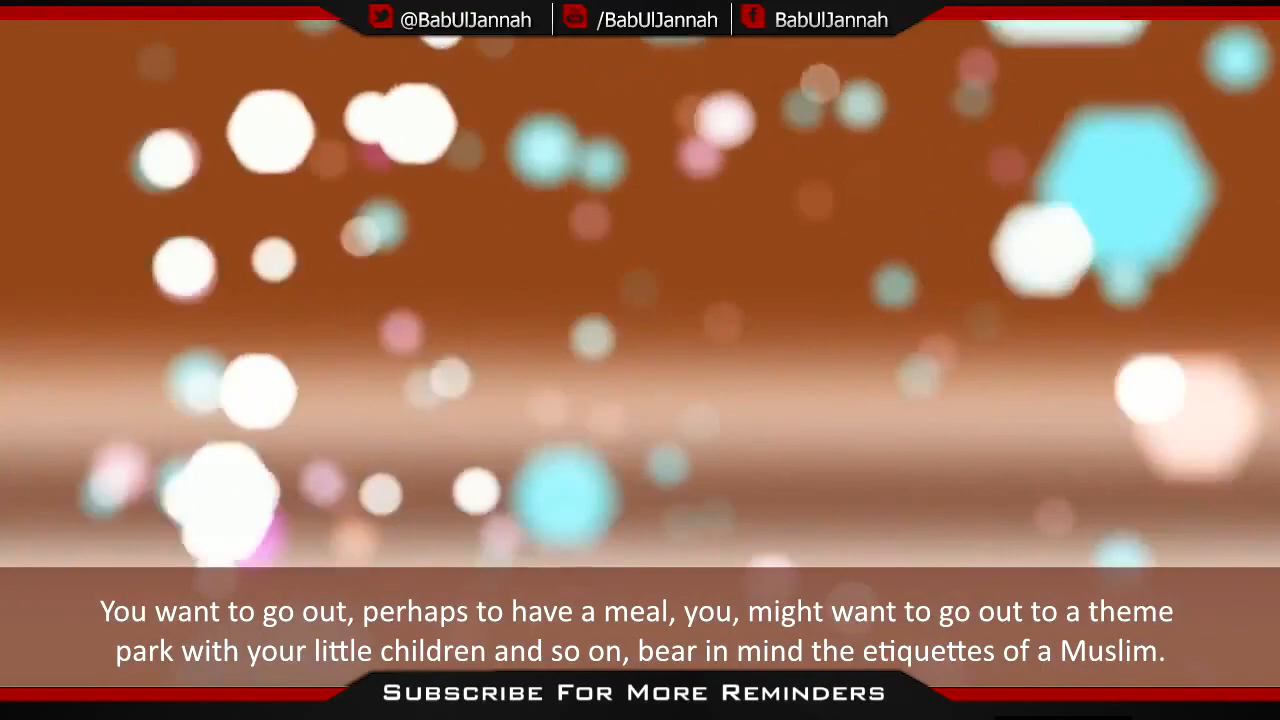 @BabUlJannah /BabUlJannah BabUlJannah
You want to go out, perhaps to have a meal, you, might want to go out to a theme
park with your little children and so on, bear in mind the etiquettes of a Muslim.
Subscribe For More Reminders